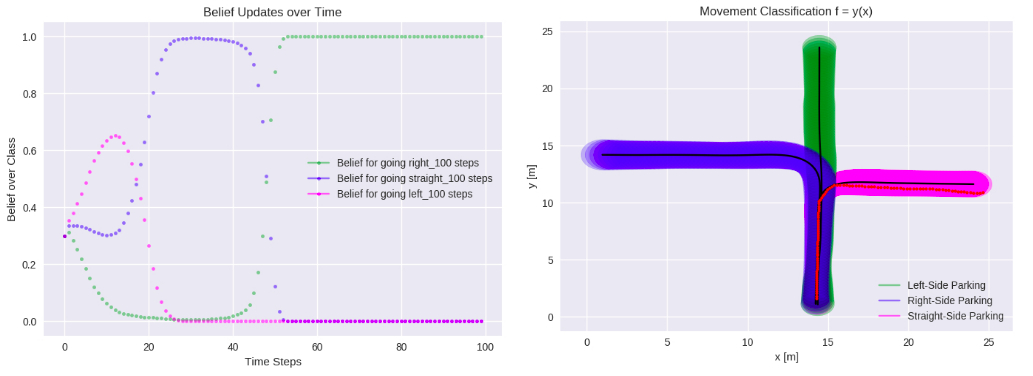 Belief Updates over Time
1.0
0.8
0.6
0.4
0.2
0.0
Belief over Class
Belief for going right_100 steps
Belief for going straight_100 steps
Belief for going left_100 steps
0 20 40 60 80 100
Time Steps
Movement Classification f = y(x)
25
20
15
10
5
0
y [m]
Left-Side Parking
Right-Side Parking
Straight-Side Parking
0 5 10 15 20 25
x [m]